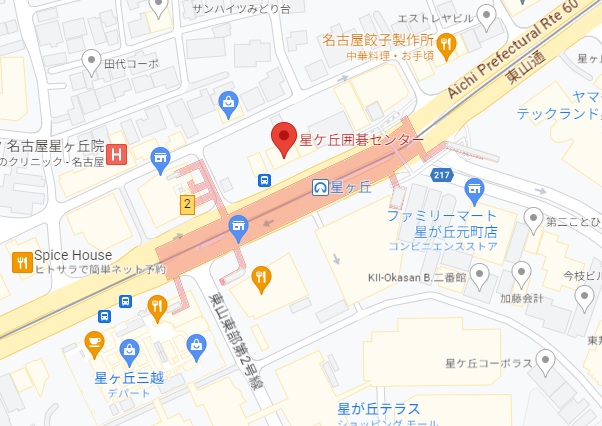 サンハイツみどり台
エストレヤビル
名古屋餃子製作所
中華料理・お手頃
Aichi Prefectural Rte 60
東山通
田代コーポ
星ヶ
ヤマ
テックランド
名古屋星ヶ丘院
のクリニック - 名古屋
H
星ケ丘囲碁センター
217
2
星ヶ丘
ファミリーマート
星が丘元町店
コンビニエンスストア
第二ことひ
Spice House
ヒトサラで簡単ネット予約
KII-Okasan B.二番館
加藤会計
今枝ビル
東山東部第2号線
東邦
星ヶ丘三越
デパート
星ケ丘コーポラス
星が丘テラス
ショッピング モール